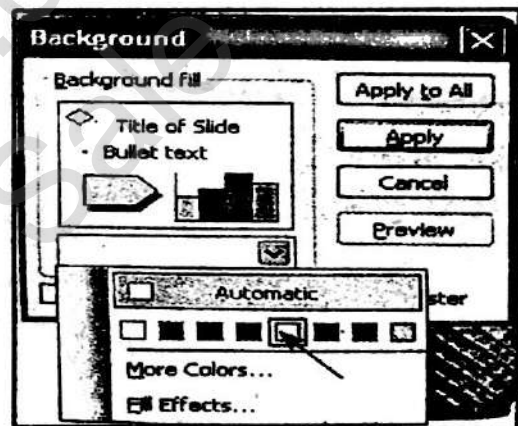 Background
Background fill
Title of Slide
Bullet text
Apply to All
Apply
Cancel
Preview
Automatic
ster
More Colors...
Fill Effects...
Sale